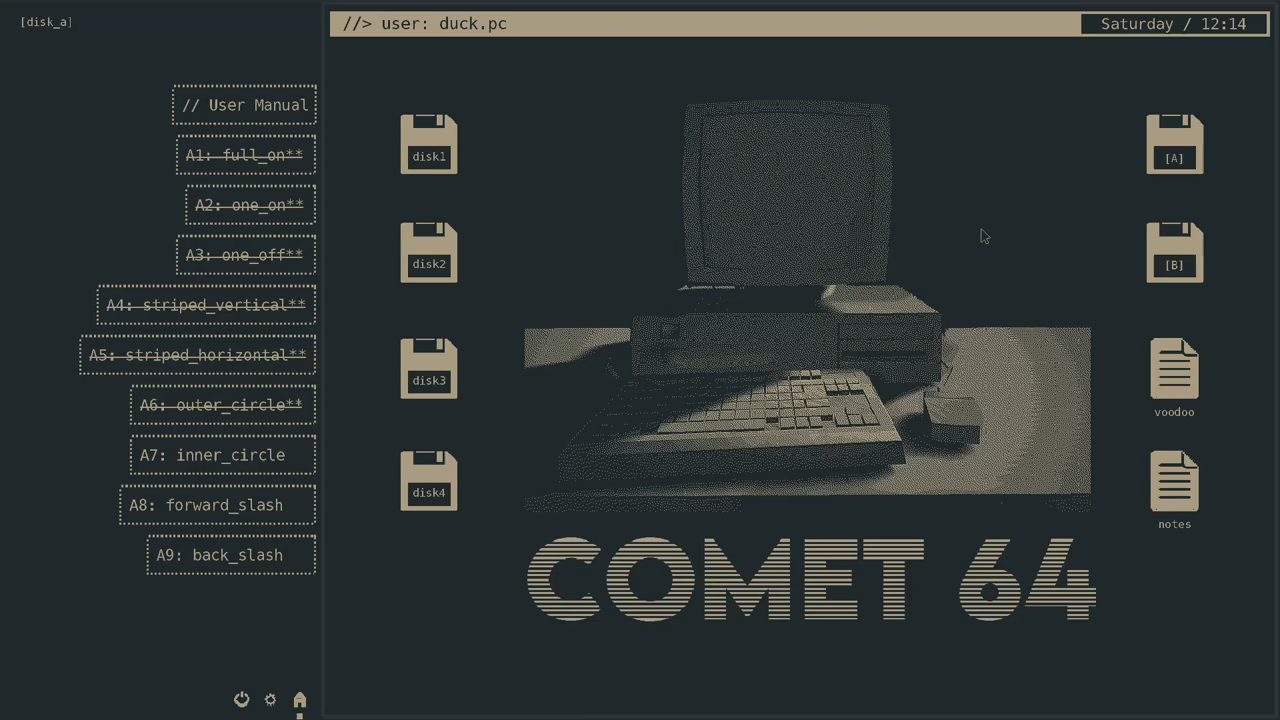 [disk_a]
//> user: duck.pc
Saturday / 12:14
// User Manual
A1: full_on**
A2: one_on**
A3: one_off**
A4: striped_vertical**
A5: striped_horizontal**
A6: outer_circle**
A7: inner_circle
A8: forward_slash
A9: back_slash
disk1
disk2
disk3
disk4
[A]
[B]
voodoo
notes
COMET 64